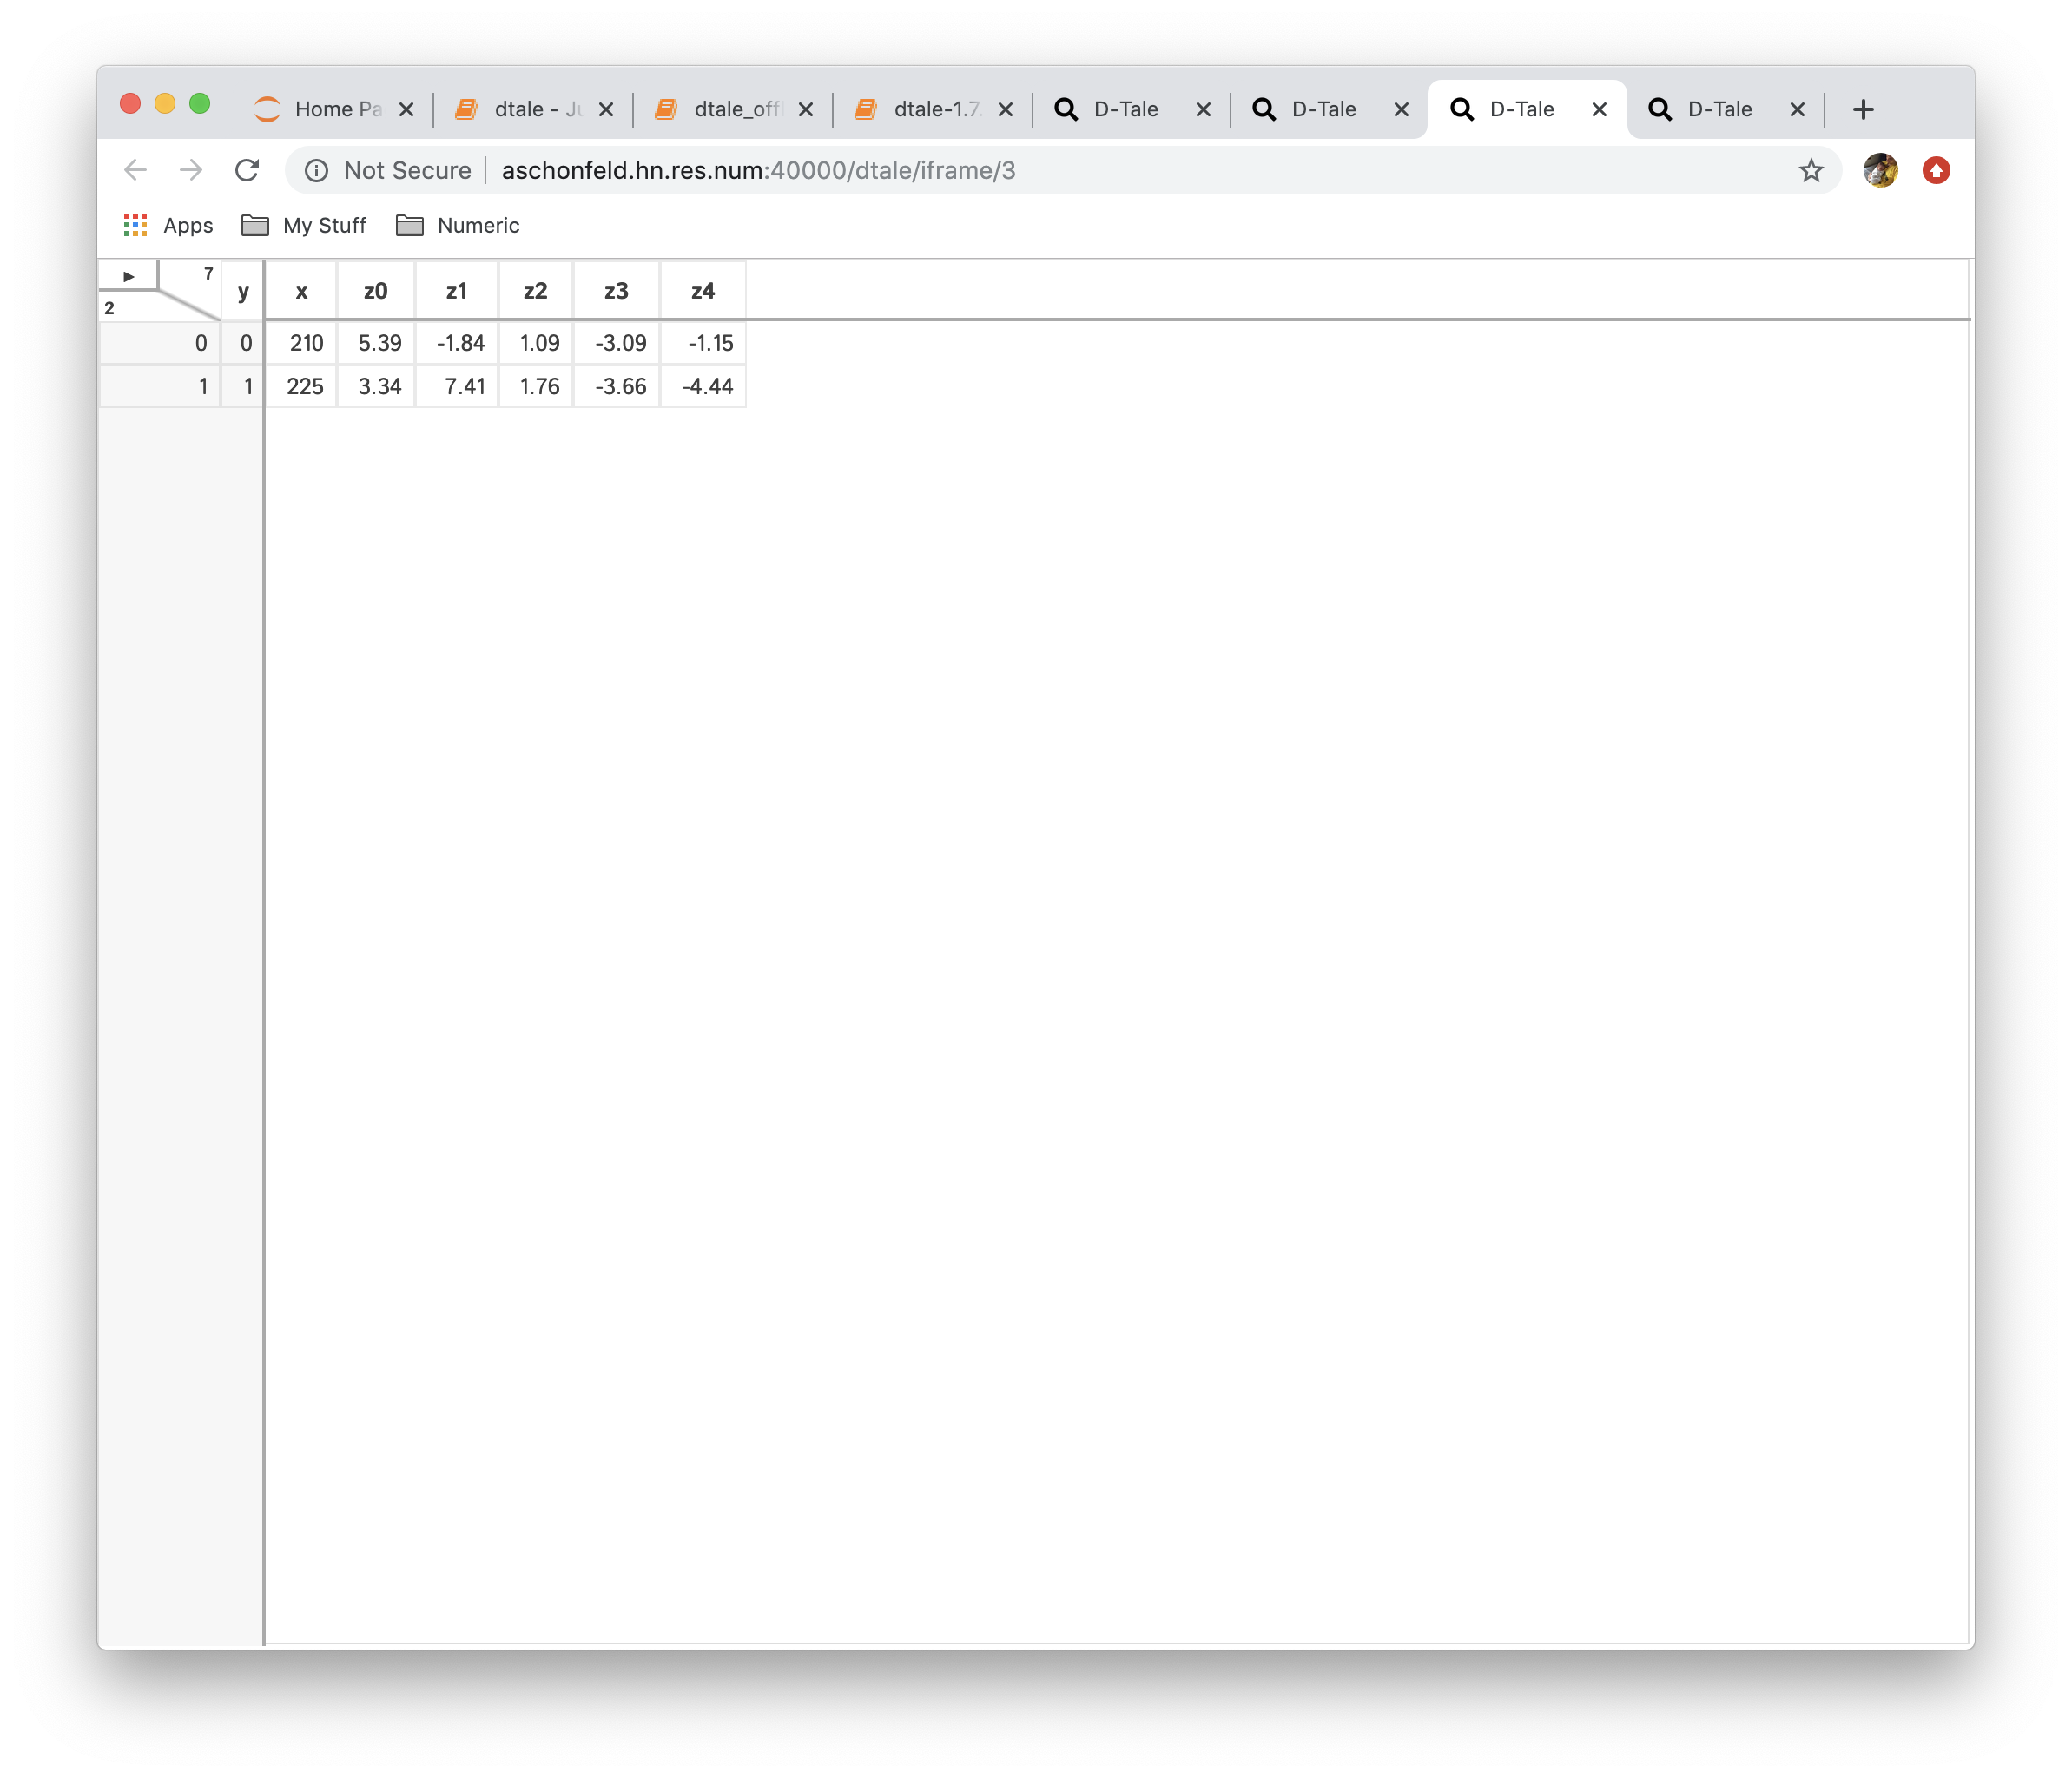 Home Pa dtale - Ju dtale_off dtale-1.7. D-Tale D-Tale D-Tale D-Tale
Not Secure aschonfeld.hn.res.num:40000/dtale/iframe/3
Apps My Stuff Numeric
7
2
y x z0 z1 z2 z3 z4
0 0 210 5.39 -1.84 1.09 -3.09 -1.15
1 1 225 3.34 7.41 1.76 -3.66 -4.44